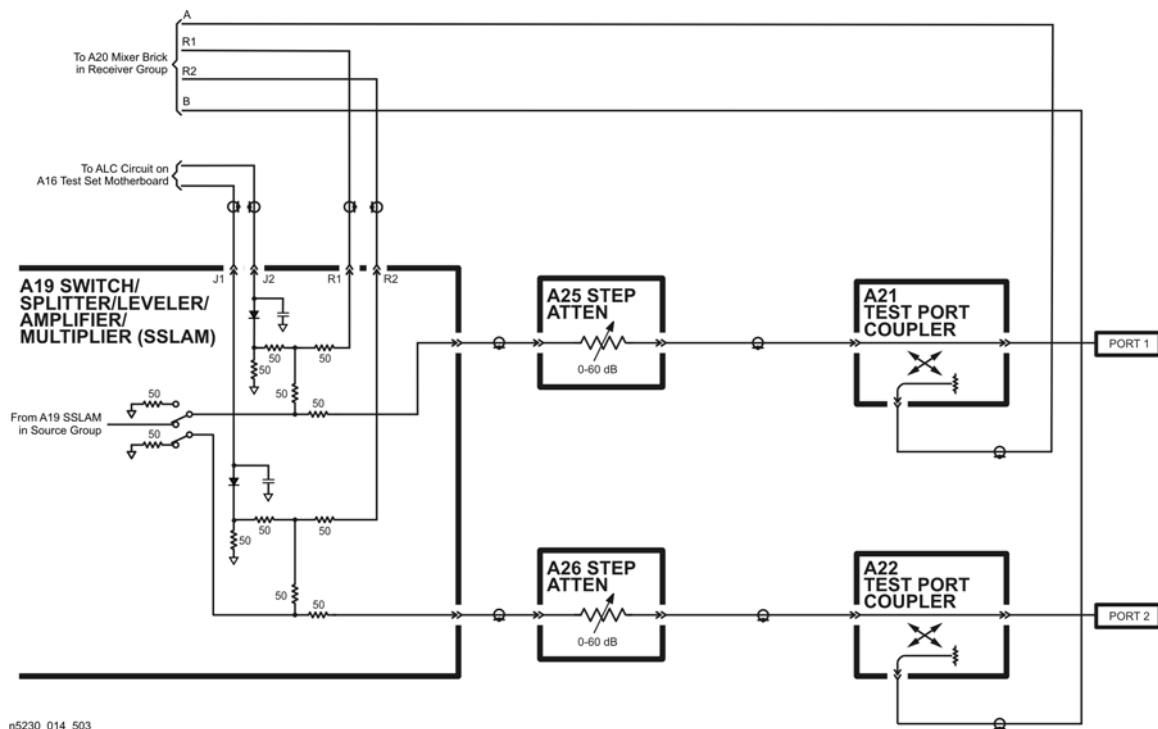 A
R1
To A20 Mixer Brick
in Receiver Group
R2
B
To ALC Circuit on
A16 Test Set Motherboard
J1
J2
R1
R2
A19 SWITCH/
SPLITTER/LEVELER/
AMPLIFIER/
MULTIPLIER (SSLAM)
A25 STEP
ATTEN
0-60 dB
A21
TEST PORT
COUPLER
PORT 1
50
50
50
50
50
50
From A19 SSLAM
in Source Group
50
50
50
50
50
50
A26 STEP
ATTEN
0-60 dB
A22
TEST PORT
COUPLER
PORT 2
n5230_014_503